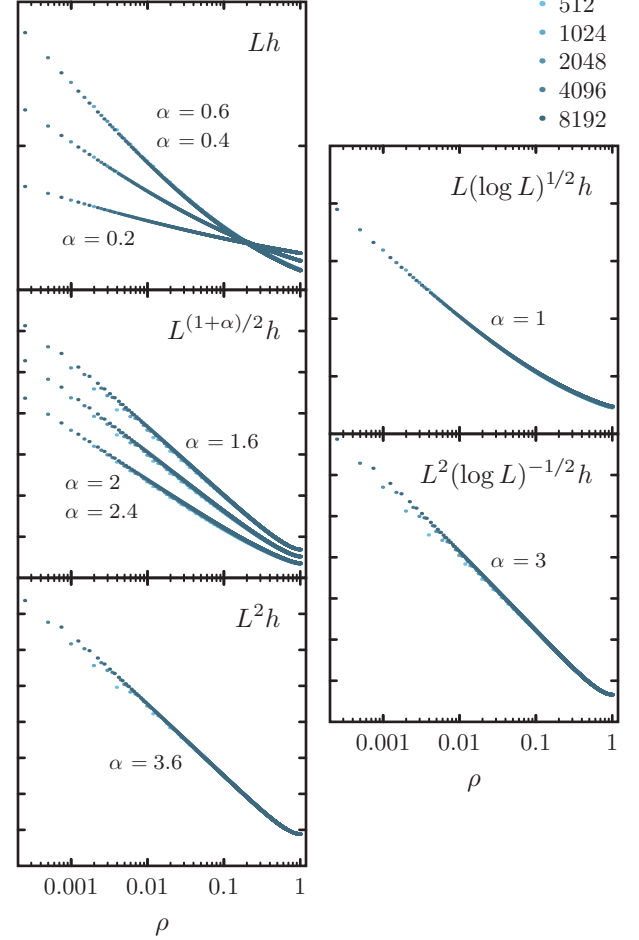 Lh
α = 0.6
α = 0.4
α = 0.2
L^{(1+α)/2}h
α = 1.6
α = 2
α = 2.4
L²h
α = 3.6
0.001 0.01 0.1 1
ρ
512
1024
2048
4096
8192
L(log L)^{1/2}h
α = 1
L²(log L)^{−1/2}h
α = 3
0.001 0.01 0.1 1
ρ